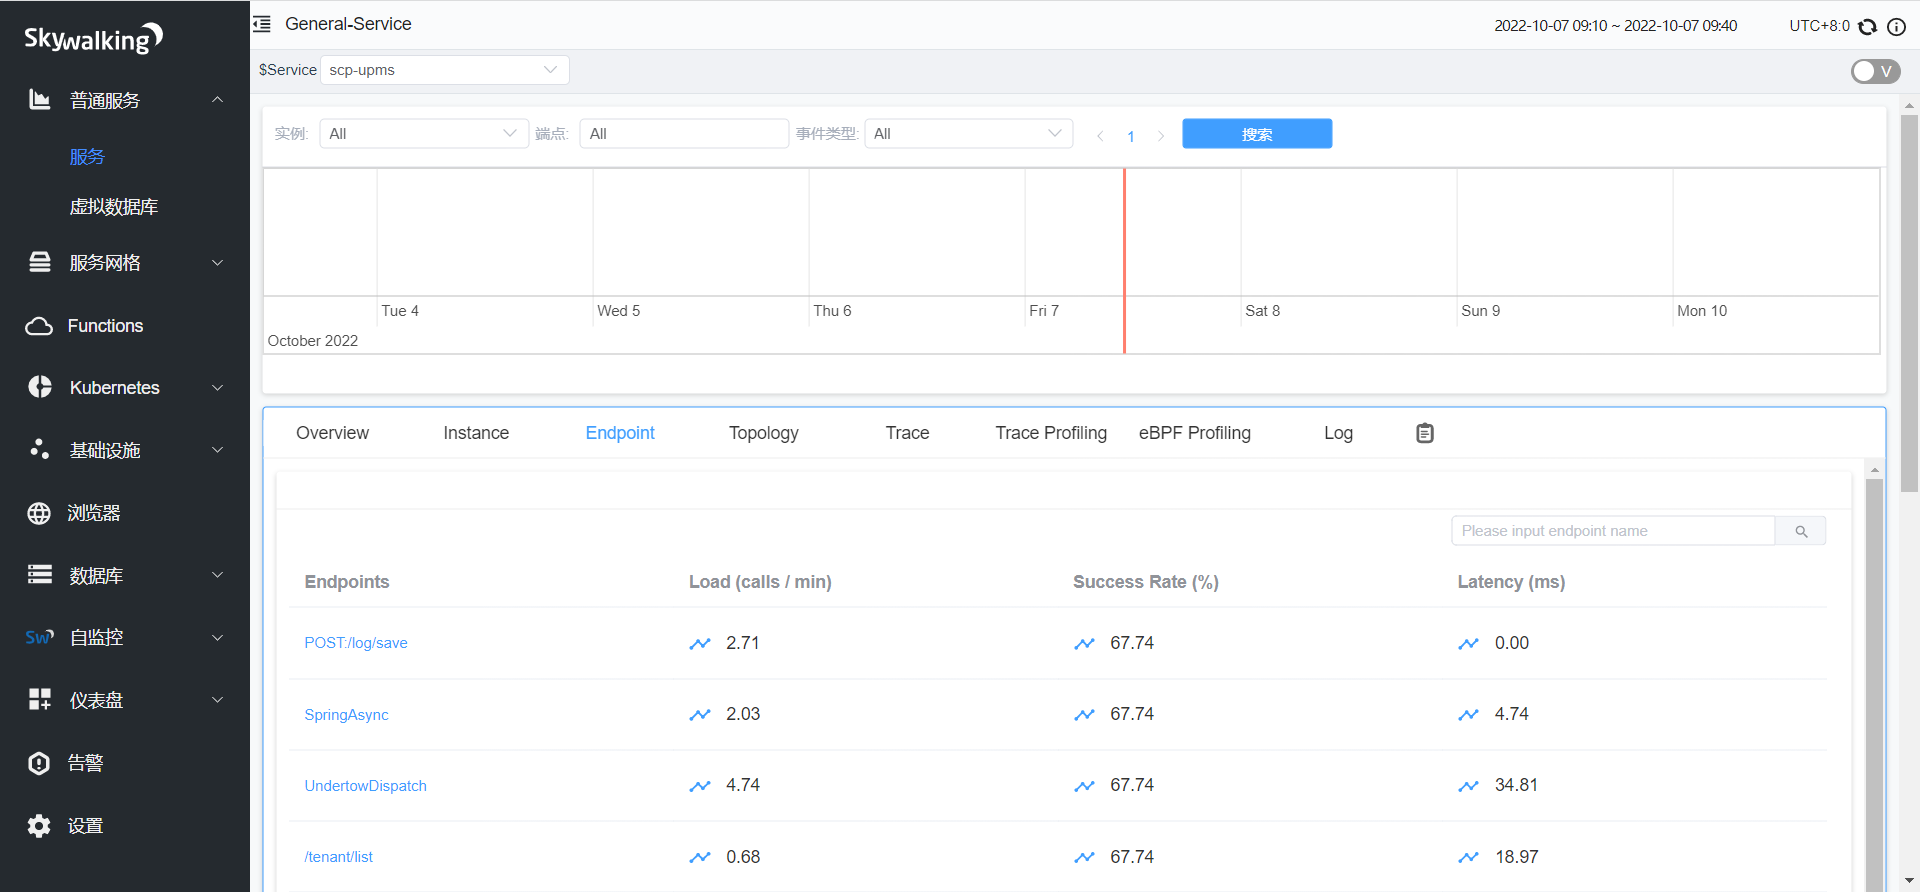 Skywalking
普通服务
服务
虚拟数据库
服务网格
Functions
Kubernetes
基础设施
浏览器
数据库
Sw 自监控
仪表盘
告警
设置
General-Service
2022-10-07 09:10 ~ 2022-10-07 09:40
UTC+8:0
$Service scp-upms
V
实例: All 端点: All 事件类型: All 1 搜索
Tue 4 Wed 5 Thu 6 Fri 7 Sat 8 Sun 9 Mon 10
October 2022
Overview Instance Endpoint Topology Trace Trace Profiling eBPF Profiling Log
Please input endpoint name
Endpoints Load (calls / min) Success Rate (%) Latency (ms)
POST:/log/save 2.71 67.74 0.00
SpringAsync 2.03 67.74 4.74
UndertowDispatch 4.74 67.74 34.81
/tenant/list 0.68 67.74 18.97